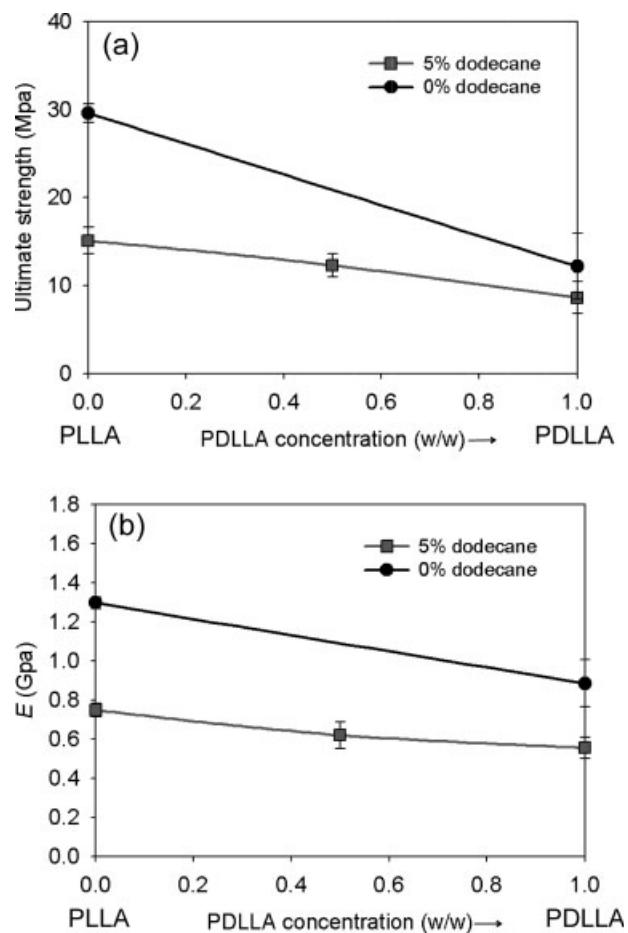 (a)
5% dodecane
0% dodecane
Ultimate strength (Mpa)
40
30
20
10
0
0.0 0.2 0.4 0.6 0.8 1.0
PLLA PDLLA concentration (w/w)→ PDLLA
(b)
5% dodecane
0% dodecane
E (Gpa)
1.8
1.6
1.4
1.2
1.0
0.8
0.6
0.4
0.2
0.0
0.0 0.2 0.4 0.6 0.8 1.0
PLLA PDLLA concentration (w/w)→ PDLLA